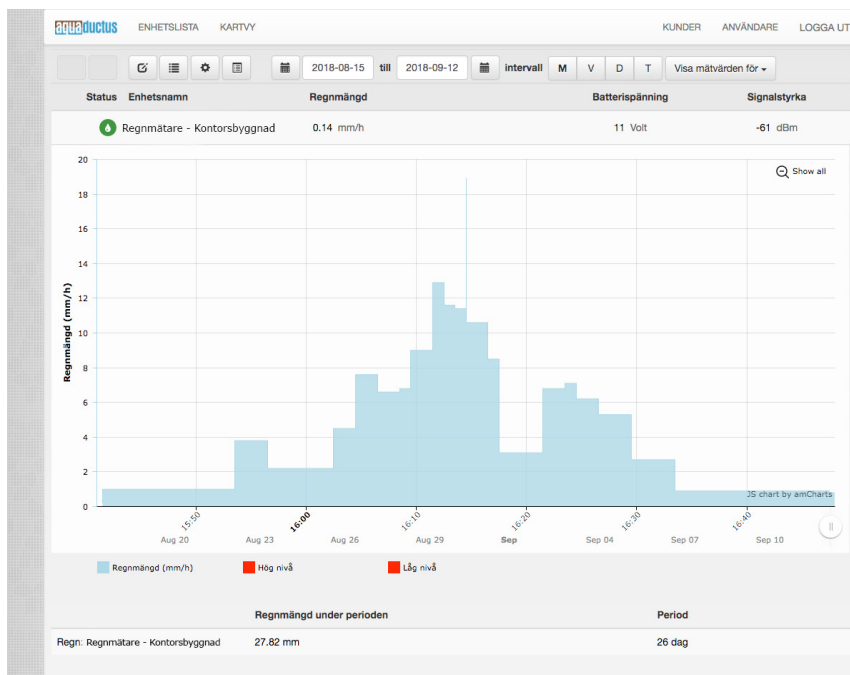 aquaductus ENHETSLISTA KARTVY KUNDER ANVÄNDARE LOGGA UT
2018-08-15 till 2018-09-12 intervall M V D T Visa mätvärden för
Status Enhetsnamn Regnmängd Batterispänning Signalstyrka
Regnmätare - Kontorsbyggnad 0.14 mm/h 11 Volt -61 dBm
Show all
Regnmängd (mm/h)
20
18
16
14
12
10
8
6
4
2
0
JS chart by amCharts
15:50 16:00 16:10 16:20 16:30 16:40
Aug 20 Aug 23 Aug 26 Aug 29 Sep Sep 04 Sep 07 Sep 10
Regnmängd (mm/h) Hög nivå Låg nivå
Regnmängd under perioden Period
Regn: Regnmätare - Kontorsbyggnad 27.82 mm 26 dag